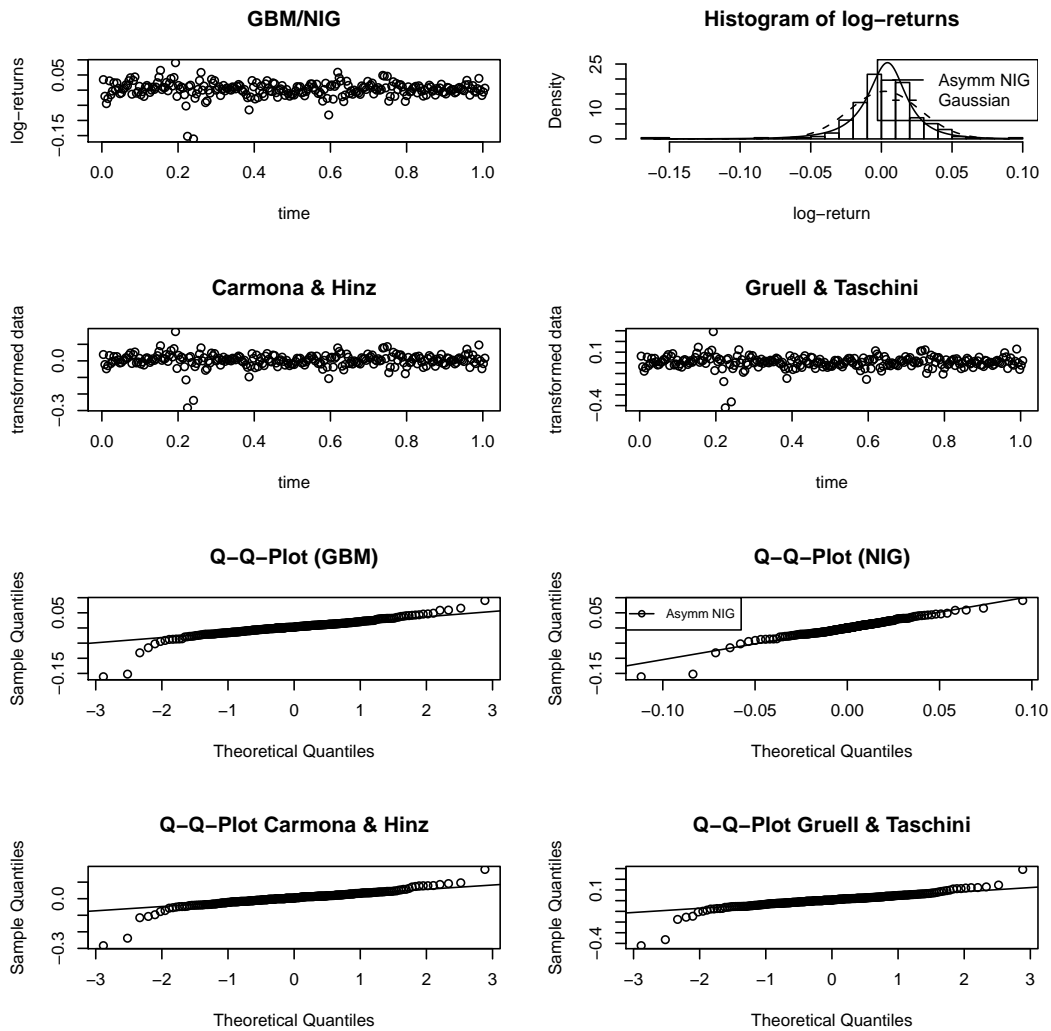 GBM/NIG
log−returns
0.05
−0.15
0.0 0.2 0.4 0.6 0.8 1.0
time
Histogram of log−returns
Density
25
10
0
Asymm NIG
Gaussian
−0.15 −0.10 −0.05 0.00 0.05 0.10
log−return
Carmona & Hinz
transformed data
0.0
−0.3
0.0 0.2 0.4 0.6 0.8 1.0
time
Gruell & Taschini
transformed data
0.1
−0.4
0.0 0.2 0.4 0.6 0.8 1.0
time
Q−Q−Plot (GBM)
Sample Quantiles
0.05
−0.15
−3 −2 −1 0 1 2 3
Theoretical Quantiles
Q−Q−Plot (NIG)
Sample Quantiles
0.05
−0.15
Asymm NIG
−0.10 −0.05 0.00 0.05 0.10
Theoretical Quantiles
Q−Q−Plot Carmona & Hinz
Sample Quantiles
0.0
−0.3
−3 −2 −1 0 1 2 3
Theoretical Quantiles
Q−Q−Plot Gruell & Taschini
Sample Quantiles
0.1
−0.4
−3 −2 −1 0 1 2 3
Theoretical Quantiles